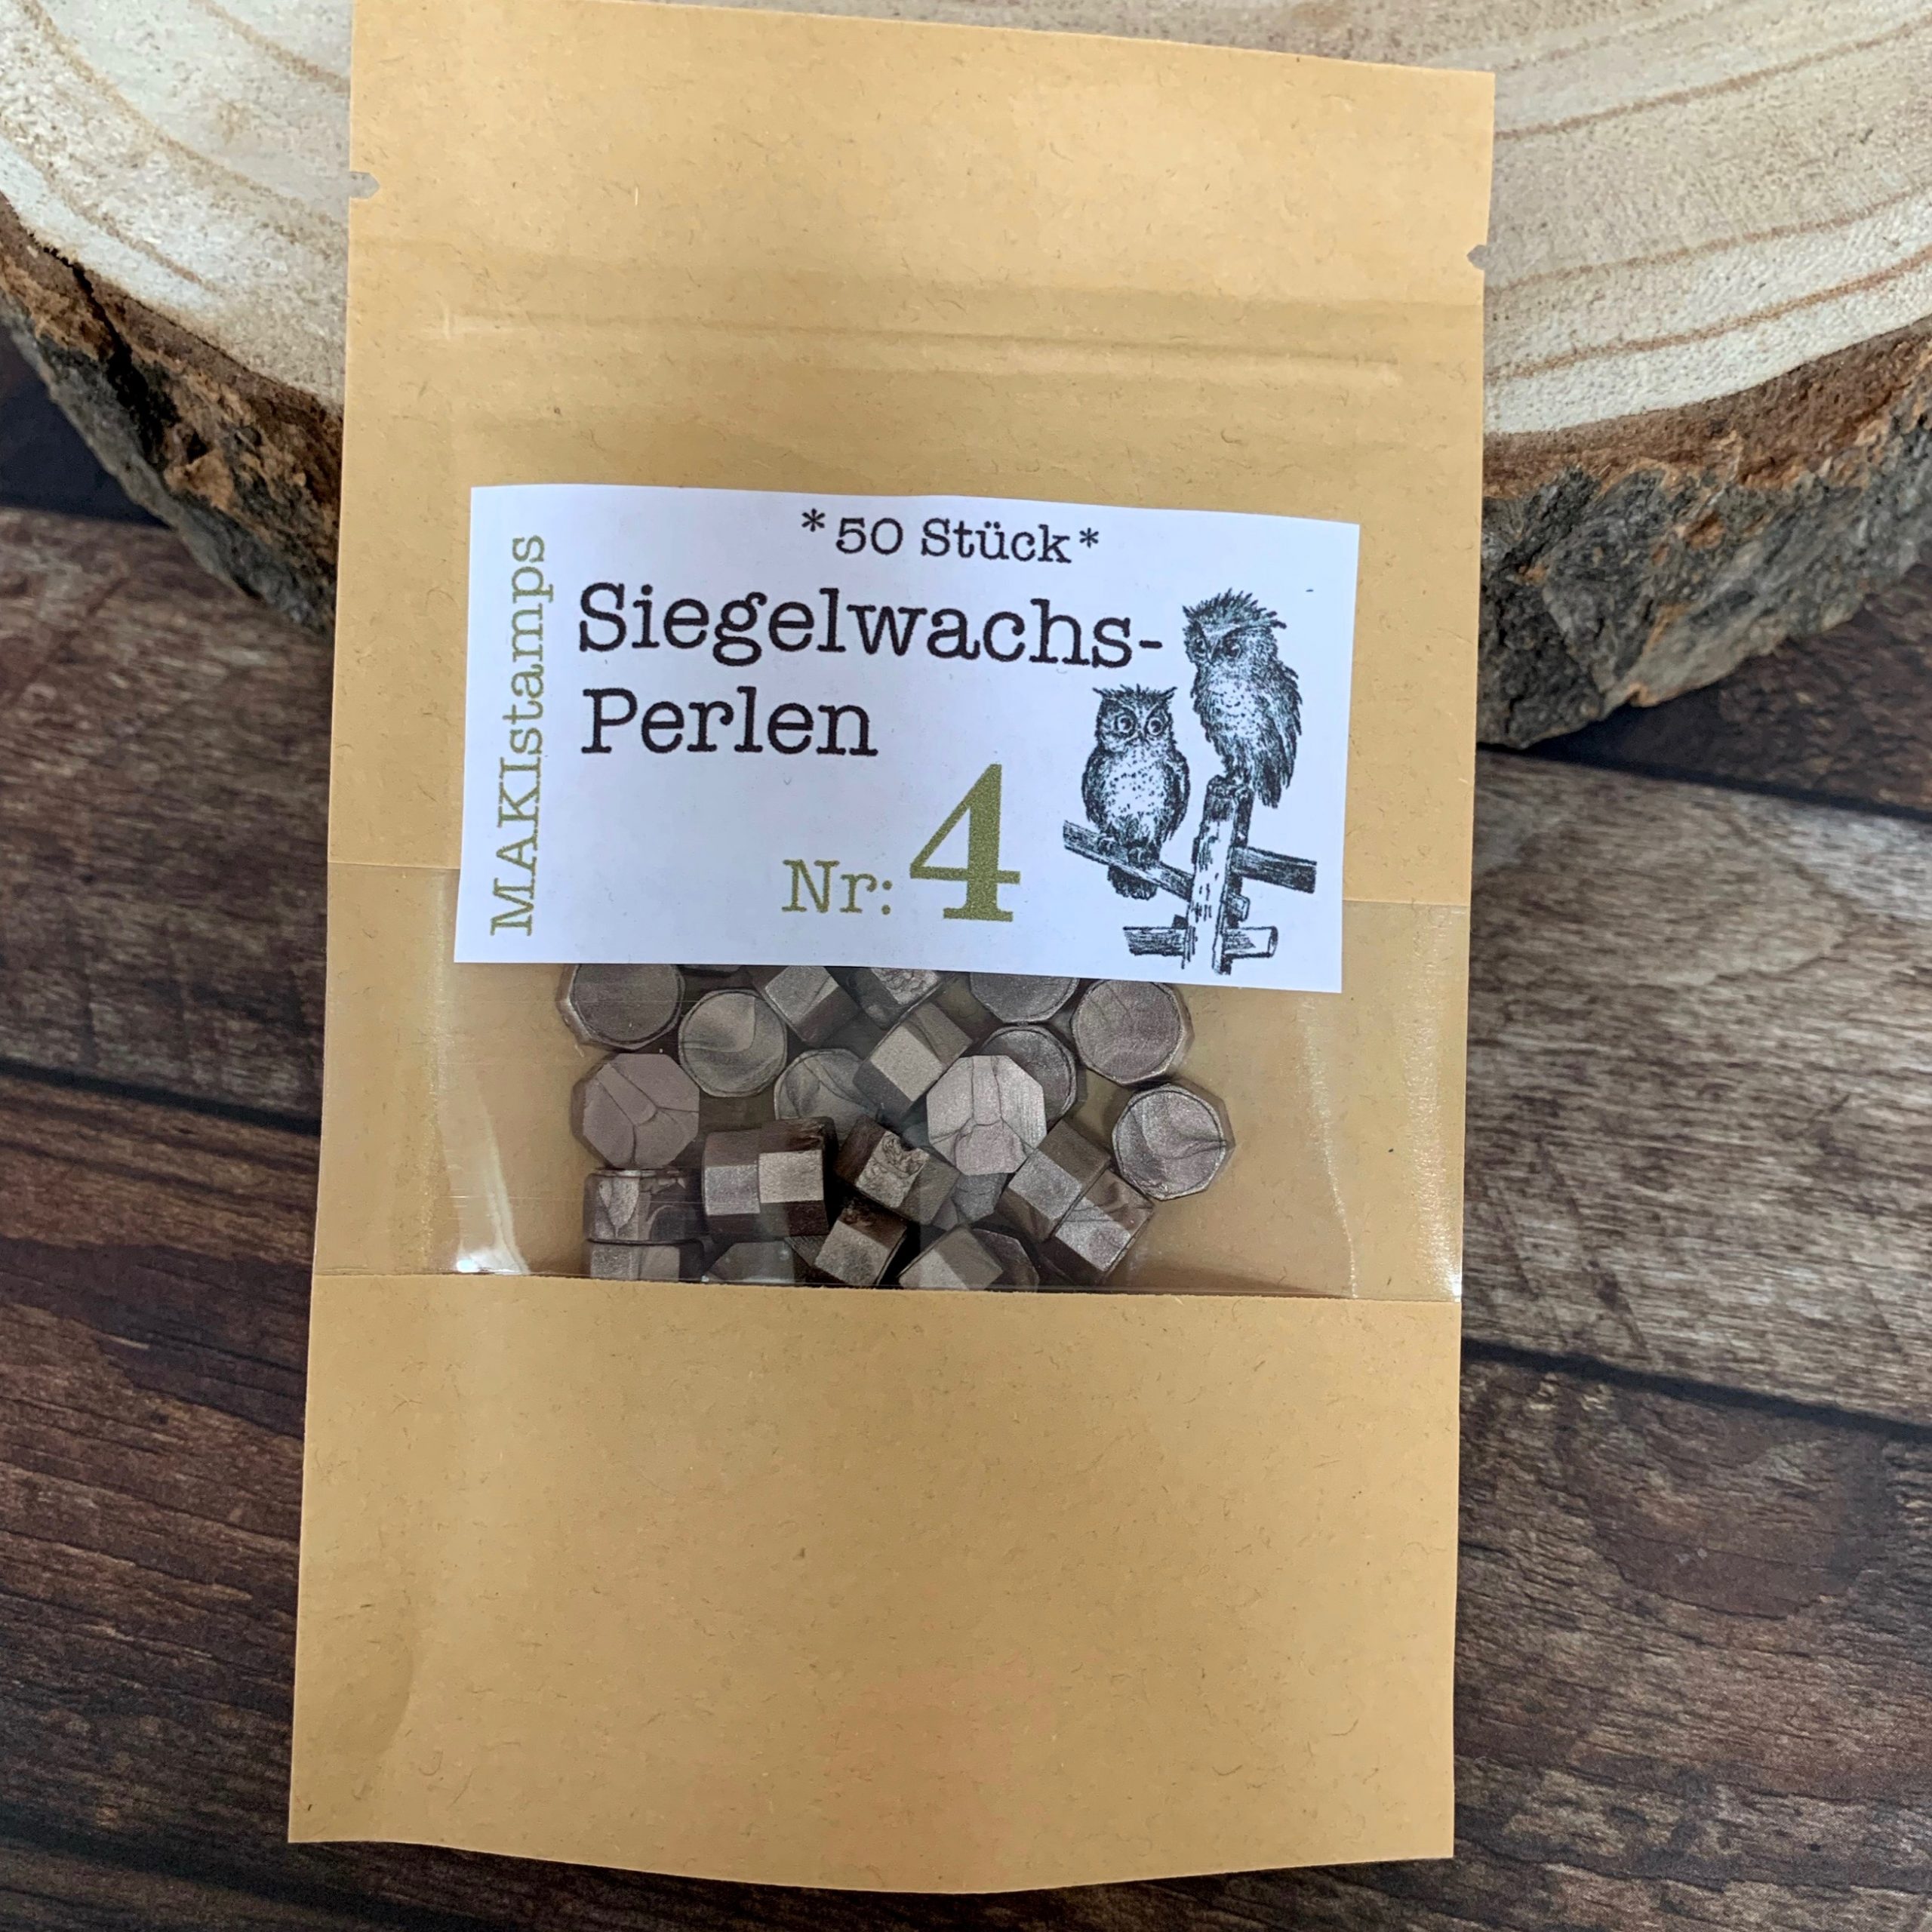 *50 Stück*
Siegelwachs-
Perlen
Nr: 4
MAKIstamps